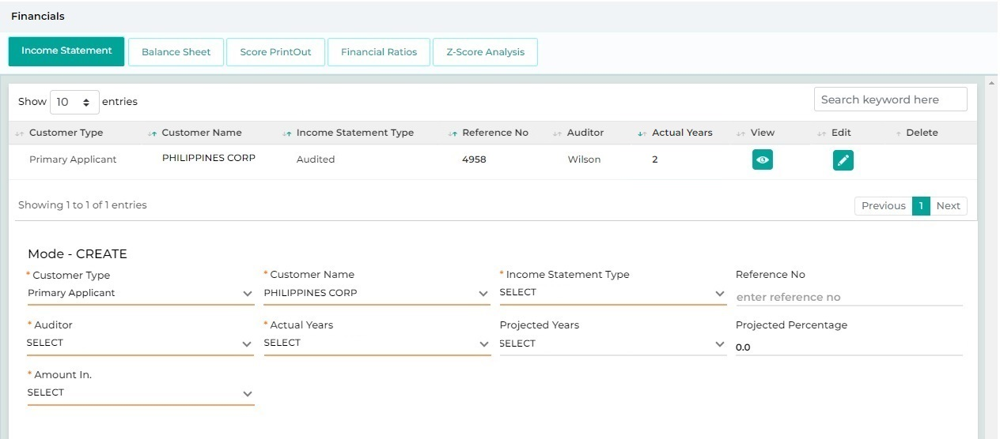 Financials
Income Statement Balance Sheet Score PrintOut Financial Ratios Z-Score Analysis
Show 10 entries Search keyword here
Customer Type Customer Name Income Statement Type Reference No Auditor Actual Years View Edit Delete
Primary Applicant PHILIPPINES CORP Audited 4958 Wilson 2
Showing 1 to 1 of 1 entries Previous 1 Next
Mode - CREATE
* Customer Type * Customer Name * Income Statement Type Reference No
Primary Applicant PHILIPPINES CORP SELECT enter reference no
* Auditor * Actual Years Projected Years Projected Percentage
SELECT SELECT SELECT 0.0
* Amount In.
SELECT